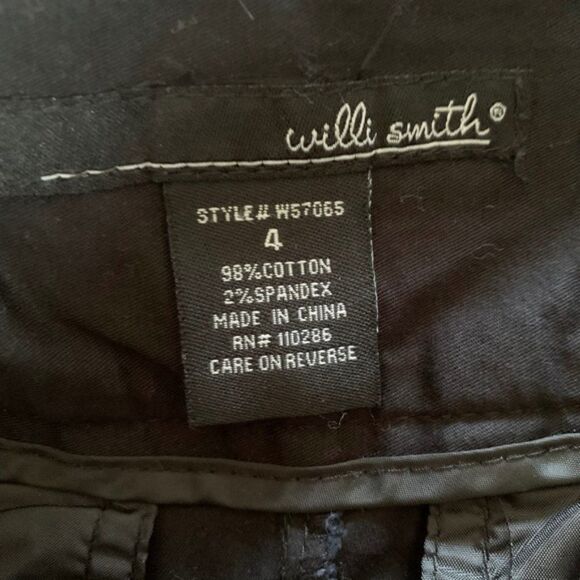 willi smith®
STYLE# W57065
4
98%COTTON
2%SPANDEX
MADE IN CHINA
RN# 110286
CARE ON REVERSE